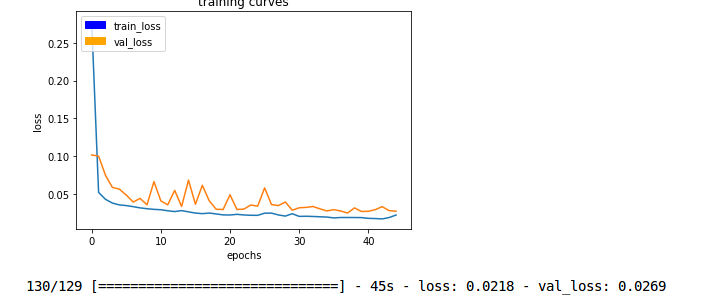 training curves
train_loss
val_loss
0.25
0.20
0.15
0.10
0.05
loss
0 10 20 30 40
epochs
130/129 [==============================] - 45s - loss: 0.0218 - val_loss: 0.0269